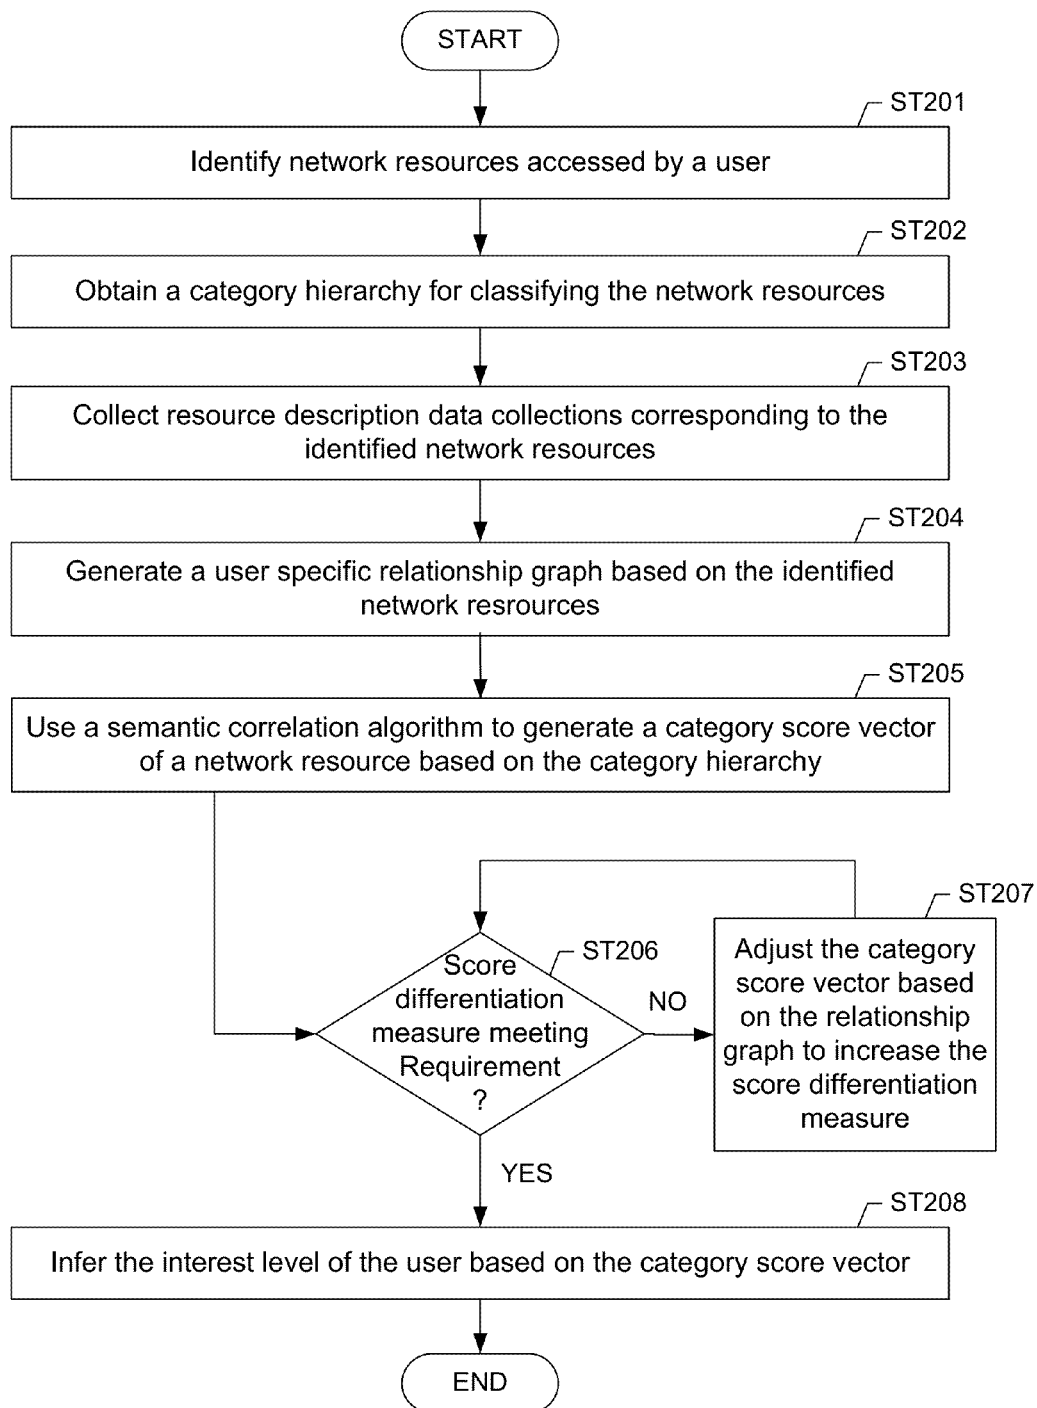 START
ST201
Identify network resources accessed by a user
ST202
Obtain a category hierarchy for classifying the network resources
ST203
Collect resource description data collections corresponding to the
identified network resources
ST204
Generate a user specific relationship graph based on the identified
network resrources
ST205
Use a semantic correlation algorithm to generate a category score vector
of a network resource based on the category hierarchy
ST206
Score
differentiation
measure meeting
Requirement
?
NO
ST207
Adjust the category
score vector based
on the relationship
graph to increase the
score differentiation
measure
YES
ST208
Infer the interest level of the user based on the category score vector
END